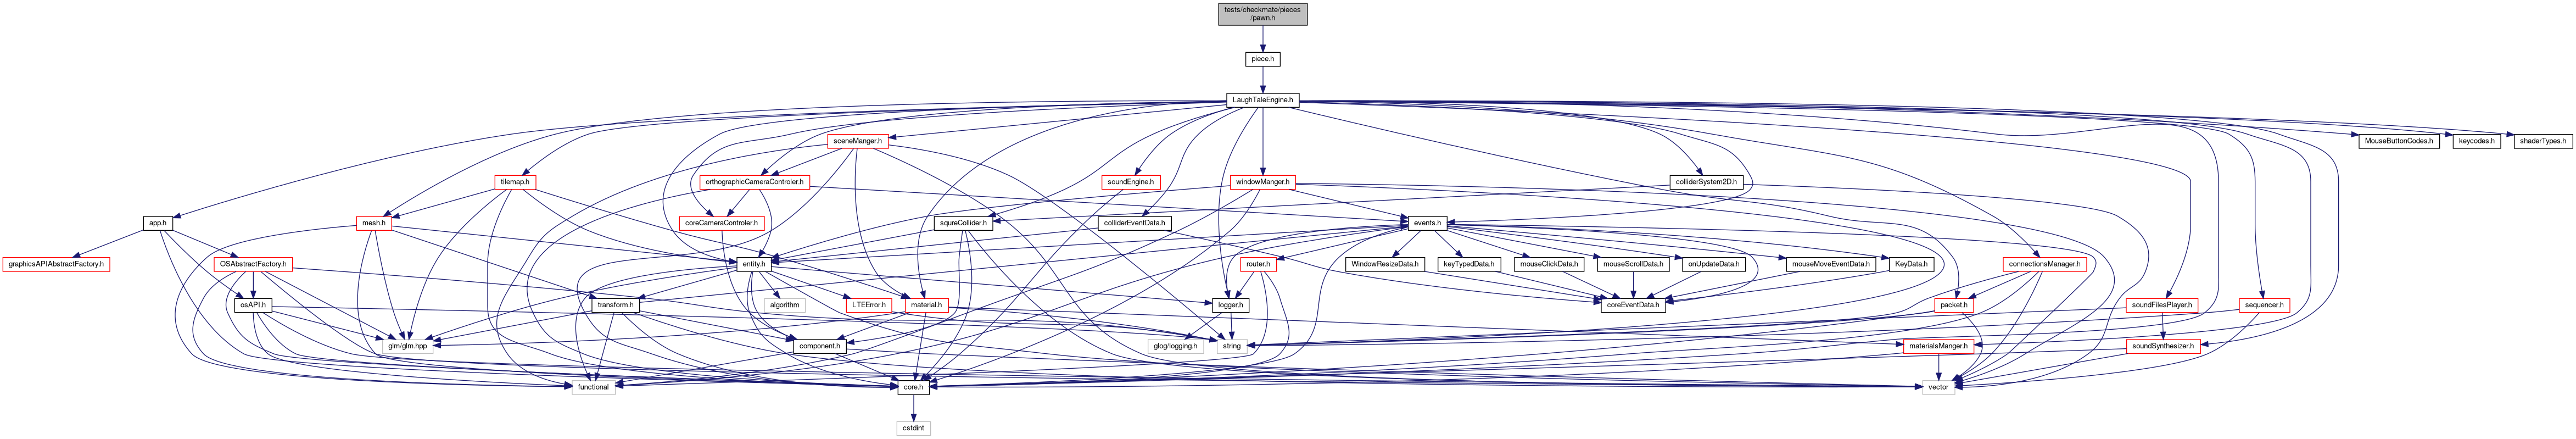 tests/checkmate/pieces
/pawn.h
piece.h
LaughTaleEngine.h
sceneManger.h
MouseButtonCodes.h
keycodes.h
shaderTypes.h
tilemap.h
orthographicCameraControler.h
soundEngine.h
windowManger.h
colliderSystem2D.h
app.h
mesh.h
coreCameraControler.h
squreCollider.h
colliderEventData.h
events.h
graphicsAPIAbstractFactory.h
OSAbstractFactory.h
entity.h
router.h
WindowResizeData.h
keyTypedData.h
mouseClickData.h
mouseScrollData.h
onUpdateData.h
mouseMoveEventData.h
KeyData.h
connectionsManager.h
osAPI.h
transform.h
algorithm
LTEError.h
material.h
logger.h
coreEventData.h
packet.h
soundFilesPlayer.h
sequencer.h
glm/glm.hpp
component.h
glog/logging.h
string
materialsManger.h
soundSynthesizer.h
functional
core.h
vector
cstdint